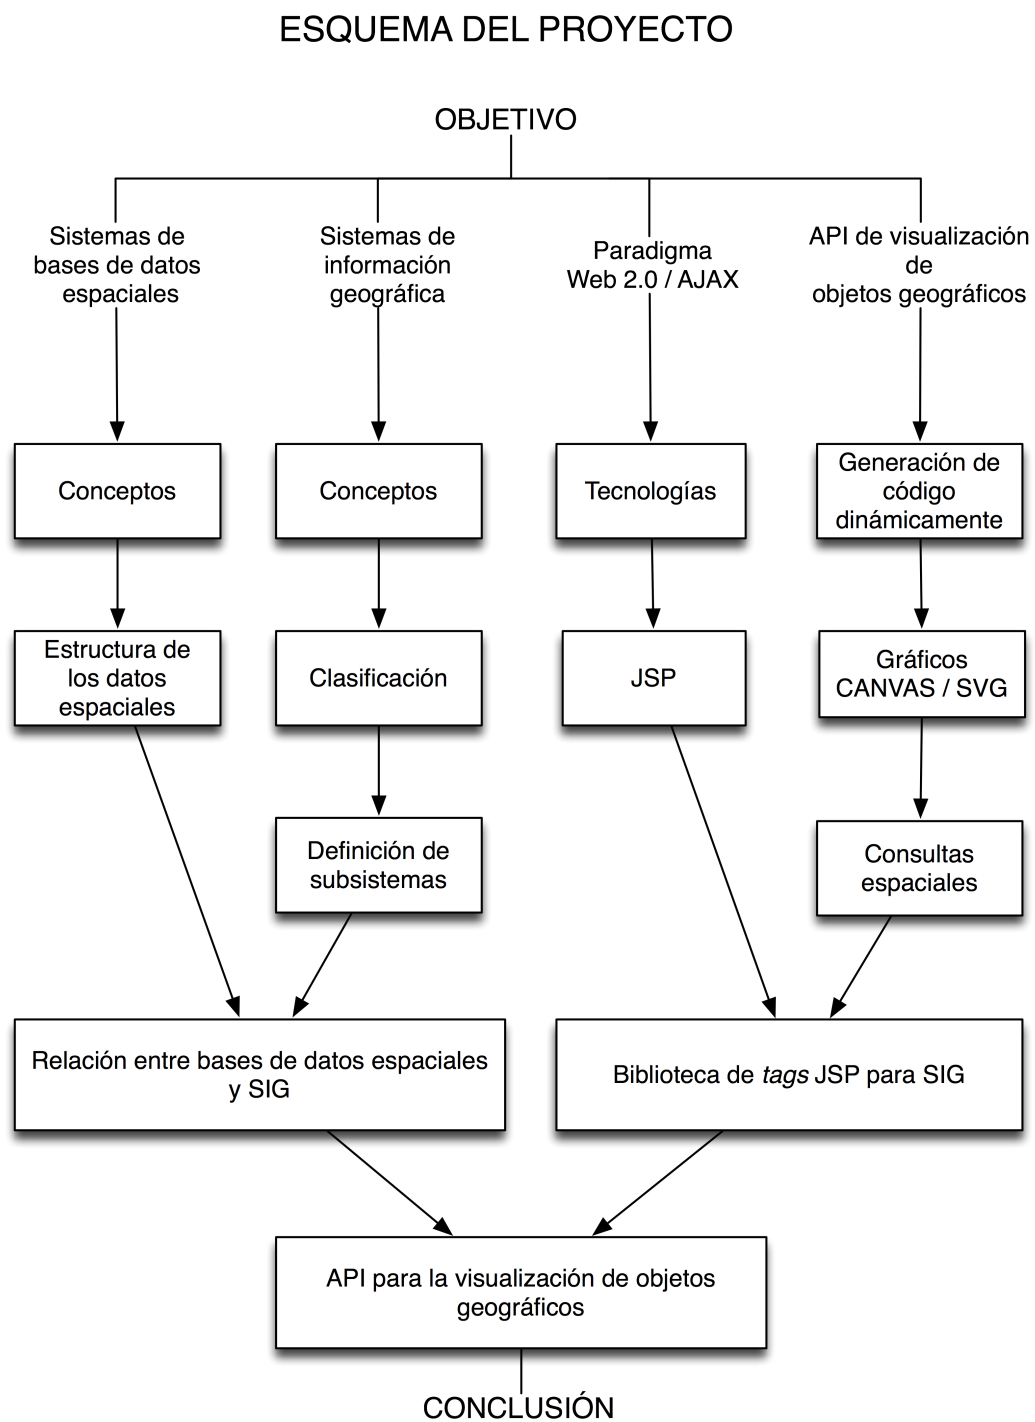 ESQUEMA DEL PROYECTO
OBJETIVO
Sistemas de
bases de datos
espaciales
Sistemas de
información
geográfica
Paradigma
Web 2.0 / AJAX
API de visualización
de
objetos geográficos
Conceptos
Conceptos
Tecnologías
Generación de
código
dinámicamente
Estructura de
los datos
espaciales
Clasificación
JSP
Gráficos
CANVAS / SVG
Definición de
subsistemas
Consultas
espaciales
Relación entre bases de datos espaciales
y SIG
Biblioteca de tags JSP para SIG
API para la visualización de objetos
geográficos
CONCLUSIÓN